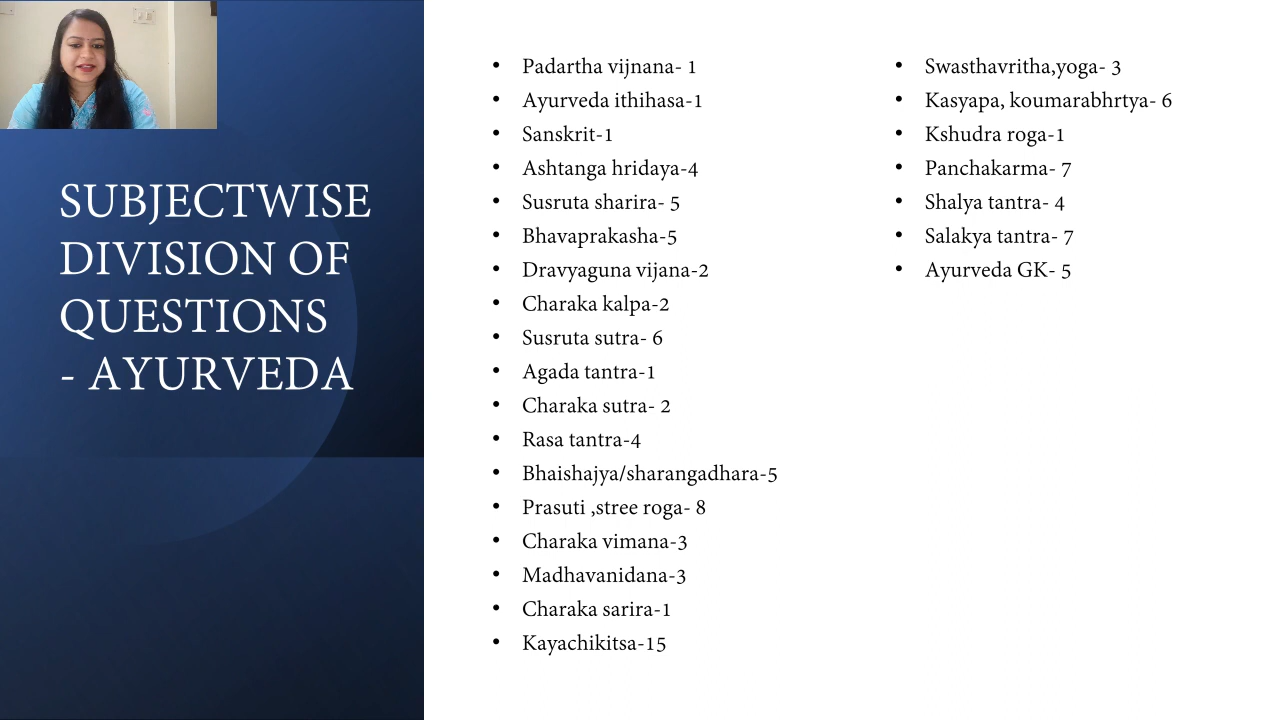 SUBJECTWISE
DIVISION OF
QUESTIONS
- AYURVEDA
• Padartha vijnana- 1
• Ayurveda ithihasa-1
• Sanskrit-1
• Ashtanga hridaya-4
• Susruta sharira- 5
• Bhavaprakasha-5
• Dravyaguna vijana-2
• Charaka kalpa-2
• Susruta sutra- 6
• Agada tantra-1
• Charaka sutra- 2
• Rasa tantra-4
• Bhaishajya/sharangadhara-5
• Prasuti ,stree roga- 8
• Charaka vimana-3
• Madhavanidana-3
• Charaka sarira-1
• Kayachikitsa-15
• Swasthavritha,yoga- 3
• Kasyapa, koumarabhrtya- 6
• Kshudra roga-1
• Panchakarma- 7
• Shalya tantra- 4
• Salakya tantra- 7
• Ayurveda GK- 5